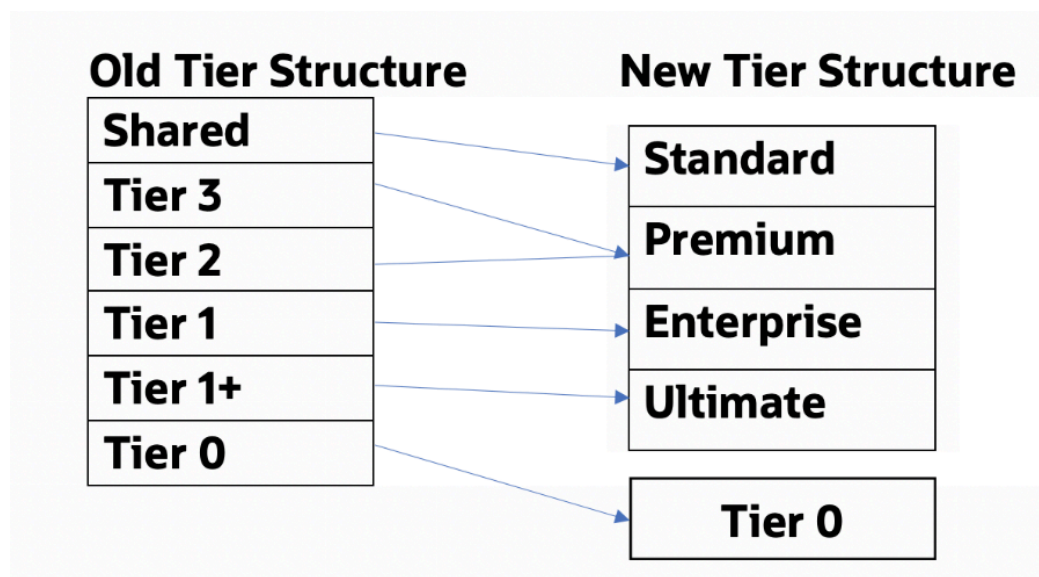 Old Tier Structure
Shared
Tier 3
Tier 2
Tier 1
Tier 1+
Tier 0
New Tier Structure
Standard
Premium
Enterprise
Ultimate
Tier 0